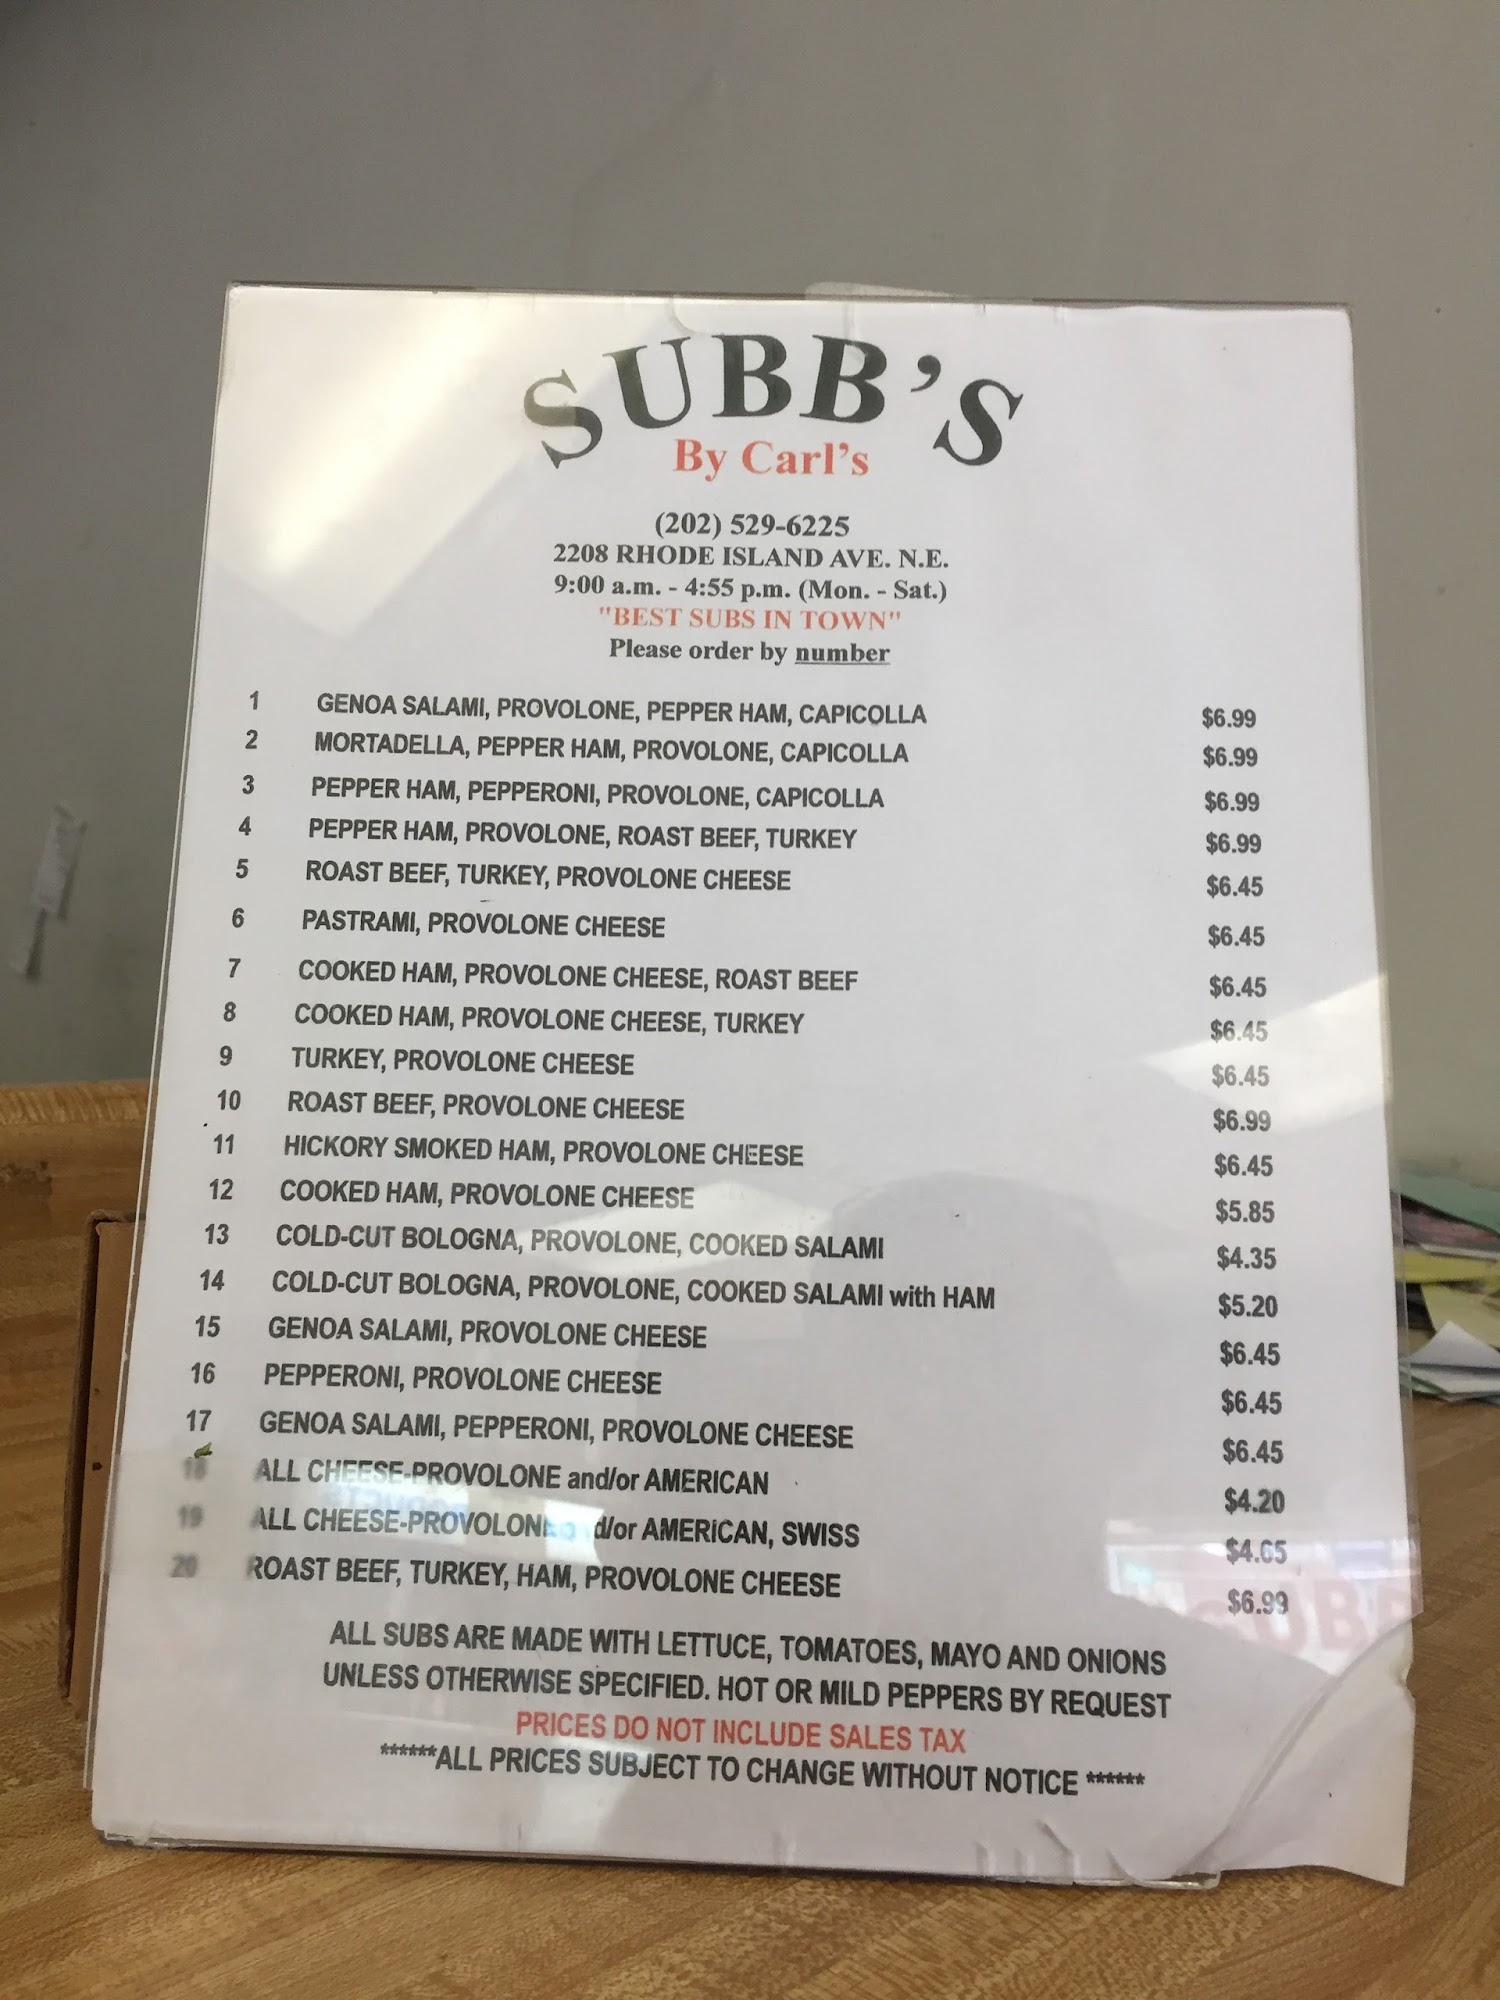 SUBB'S
By Carl's
(202) 529-6225
2208 RHODE ISLAND AVE. N.E.
9:00 a.m. - 4:55 p.m. (Mon. - Sat.)
"BEST SUBS IN TOWN"
Please order by number
1 GENOA SALAMI, PROVOLONE, PEPPER HAM, CAPICOLLA $6.99
2 MORTADELLA, PEPPER HAM, PROVOLONE, CAPICOLLA $6.99
3 PEPPER HAM, PEPPERONI, PROVOLONE, CAPICOLLA $6.99
4 PEPPER HAM, PROVOLONE, ROAST BEEF, TURKEY $6.99
5 ROAST BEEF, TURKEY, PROVOLONE CHEESE $6.45
6 PASTRAMI, PROVOLONE CHEESE $6.45
7 COOKED HAM, PROVOLONE CHEESE, ROAST BEEF $6.45
8 COOKED HAM, PROVOLONE CHEESE, TURKEY $6.45
9 TURKEY, PROVOLONE CHEESE $6.45
10 ROAST BEEF, PROVOLONE CHEESE $6.99
11 HICKORY SMOKED HAM, PROVOLONE CHEESE $6.45
12 COOKED HAM, PROVOLONE CHEESE $5.85
13 COLD-CUT BOLOGNA, PROVOLONE, COOKED SALAMI $4.35
14 COLD-CUT BOLOGNA, PROVOLONE, COOKED SALAMI with HAM $5.20
15 GENOA SALAMI, PROVOLONE CHEESE $6.45
16 PEPPERONI, PROVOLONE CHEESE $6.45
17 GENOA SALAMI, PEPPERONI, PROVOLONE CHEESE $6.45
18 ALL CHEESE-PROVOLONE and/or AMERICAN $4.20
19 ALL CHEESE-PROVOLONE and/or AMERICAN, SWISS $4.65
20 ROAST BEEF, TURKEY, HAM, PROVOLONE CHEESE $6.99
ALL SUBS ARE MADE WITH LETTUCE, TOMATOES, MAYO AND ONIONS
UNLESS OTHERWISE SPECIFIED. HOT OR MILD PEPPERS BY REQUEST
PRICES DO NOT INCLUDE SALES TAX
******ALL PRICES SUBJECT TO CHANGE WITHOUT NOTICE ******